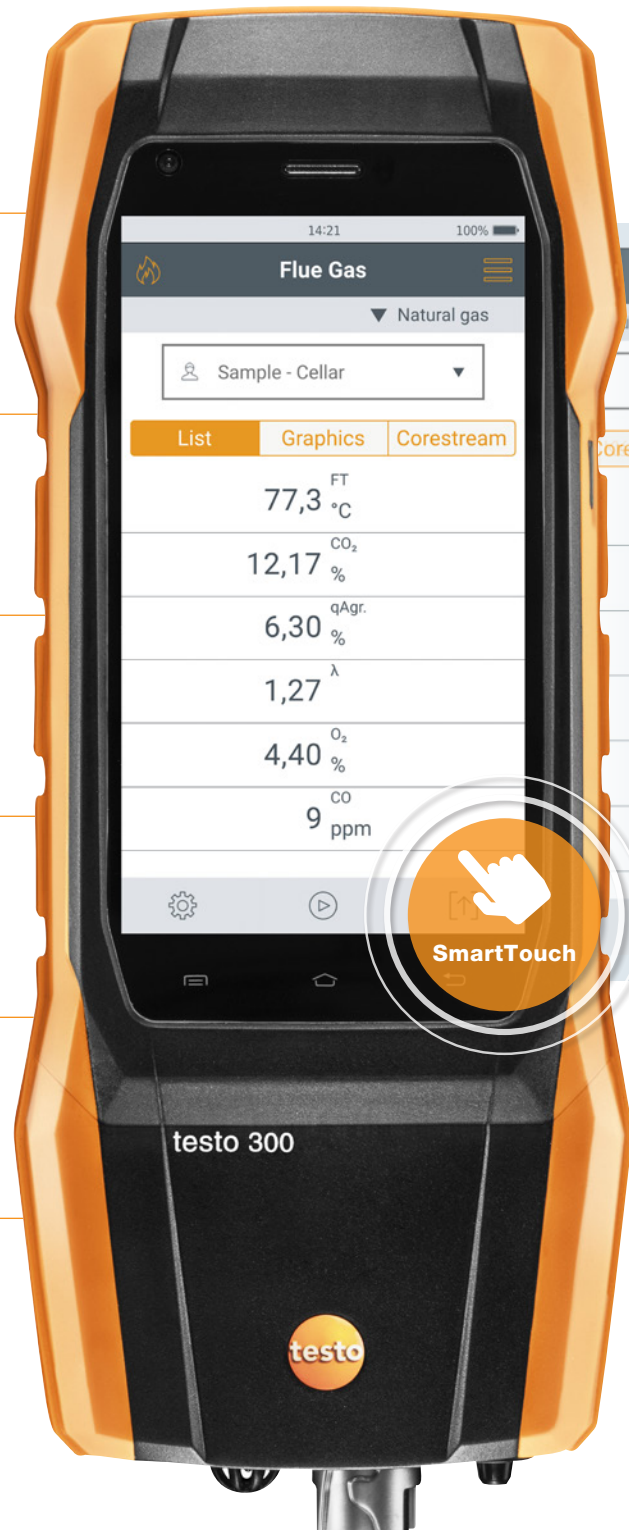 14:21 100%
Flue Gas
Natural gas
Sample - Cellar
List Graphics Corestream
FT
77,3 °C
CO₂
12,17 %
qAgr.
6,30 %
λ
1,27
O₂
4,40 %
CO
9 ppm
SmartTouch
testo 300
testo